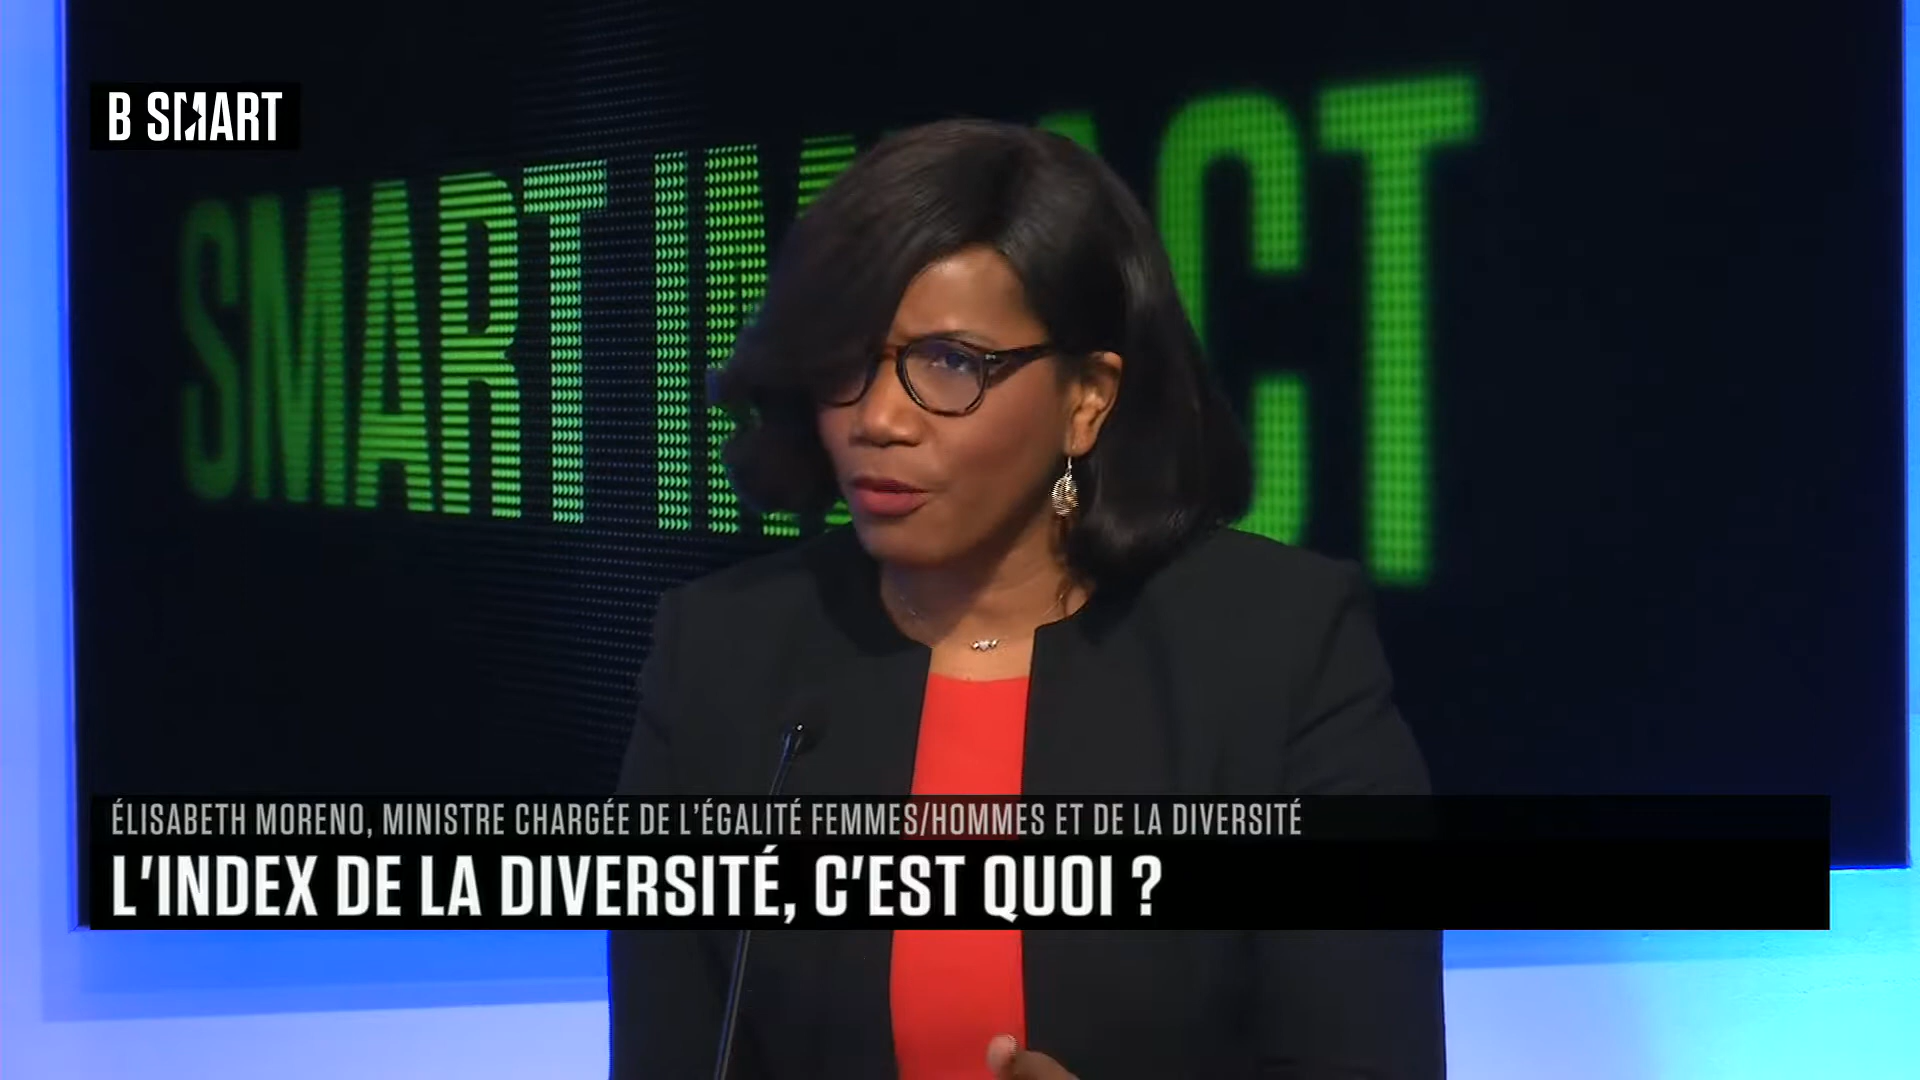 B SMART
SMART IMPACT
ÉLISABETH MORENO, MINISTRE CHARGÉE DE L'ÉGALITÉ FEMMES/HOMMES ET DE LA DIVERSITÉ
L'INDEX DE LA DIVERSITÉ, C'EST QUOI ?